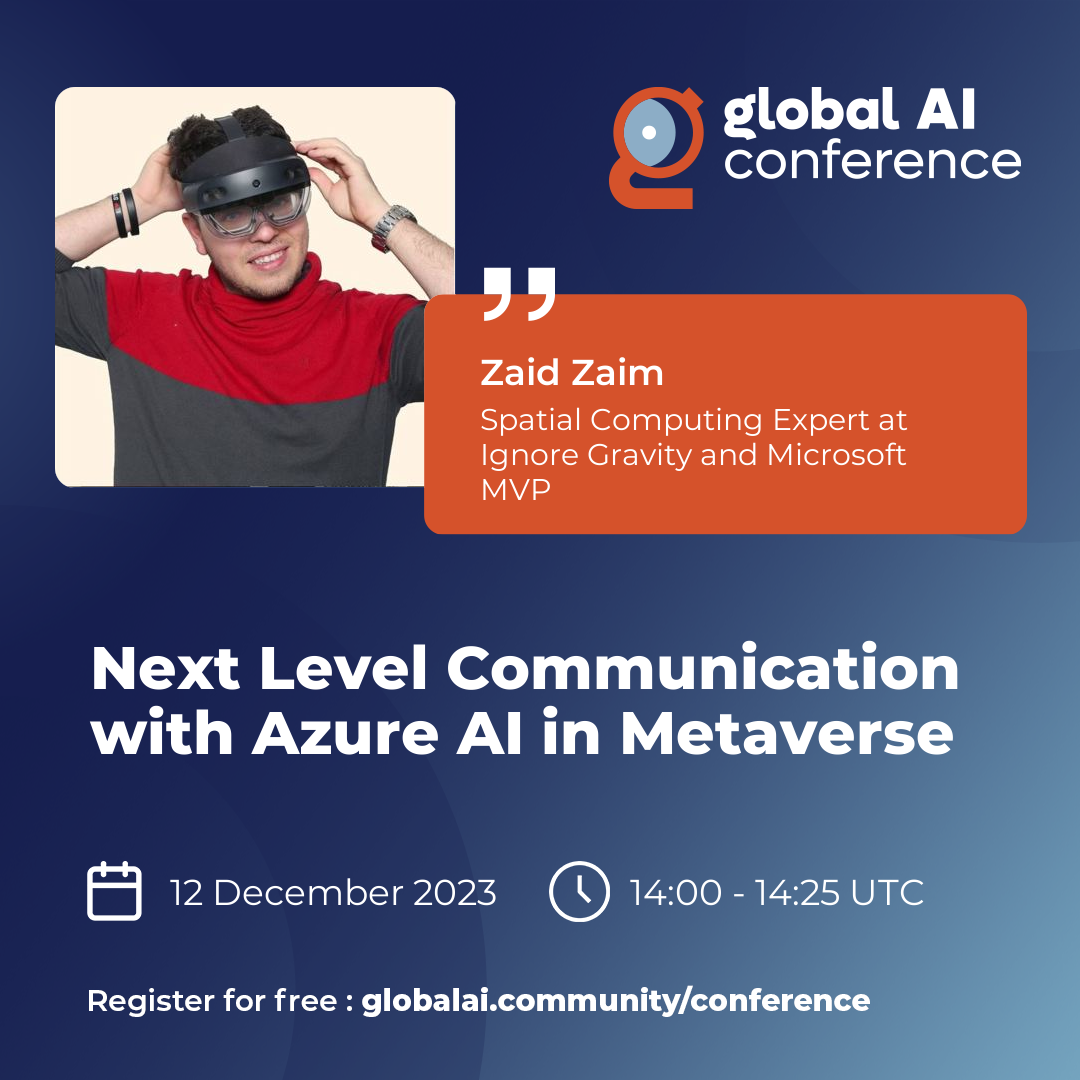 global AI
conference
Zaid Zaim
Spatial Computing Expert at
Ignore Gravity and Microsoft
MVP
Next Level Communication
with Azure AI in Metaverse
12 December 2023
14:00 - 14:25 UTC
Register for free : globalai.community/conference